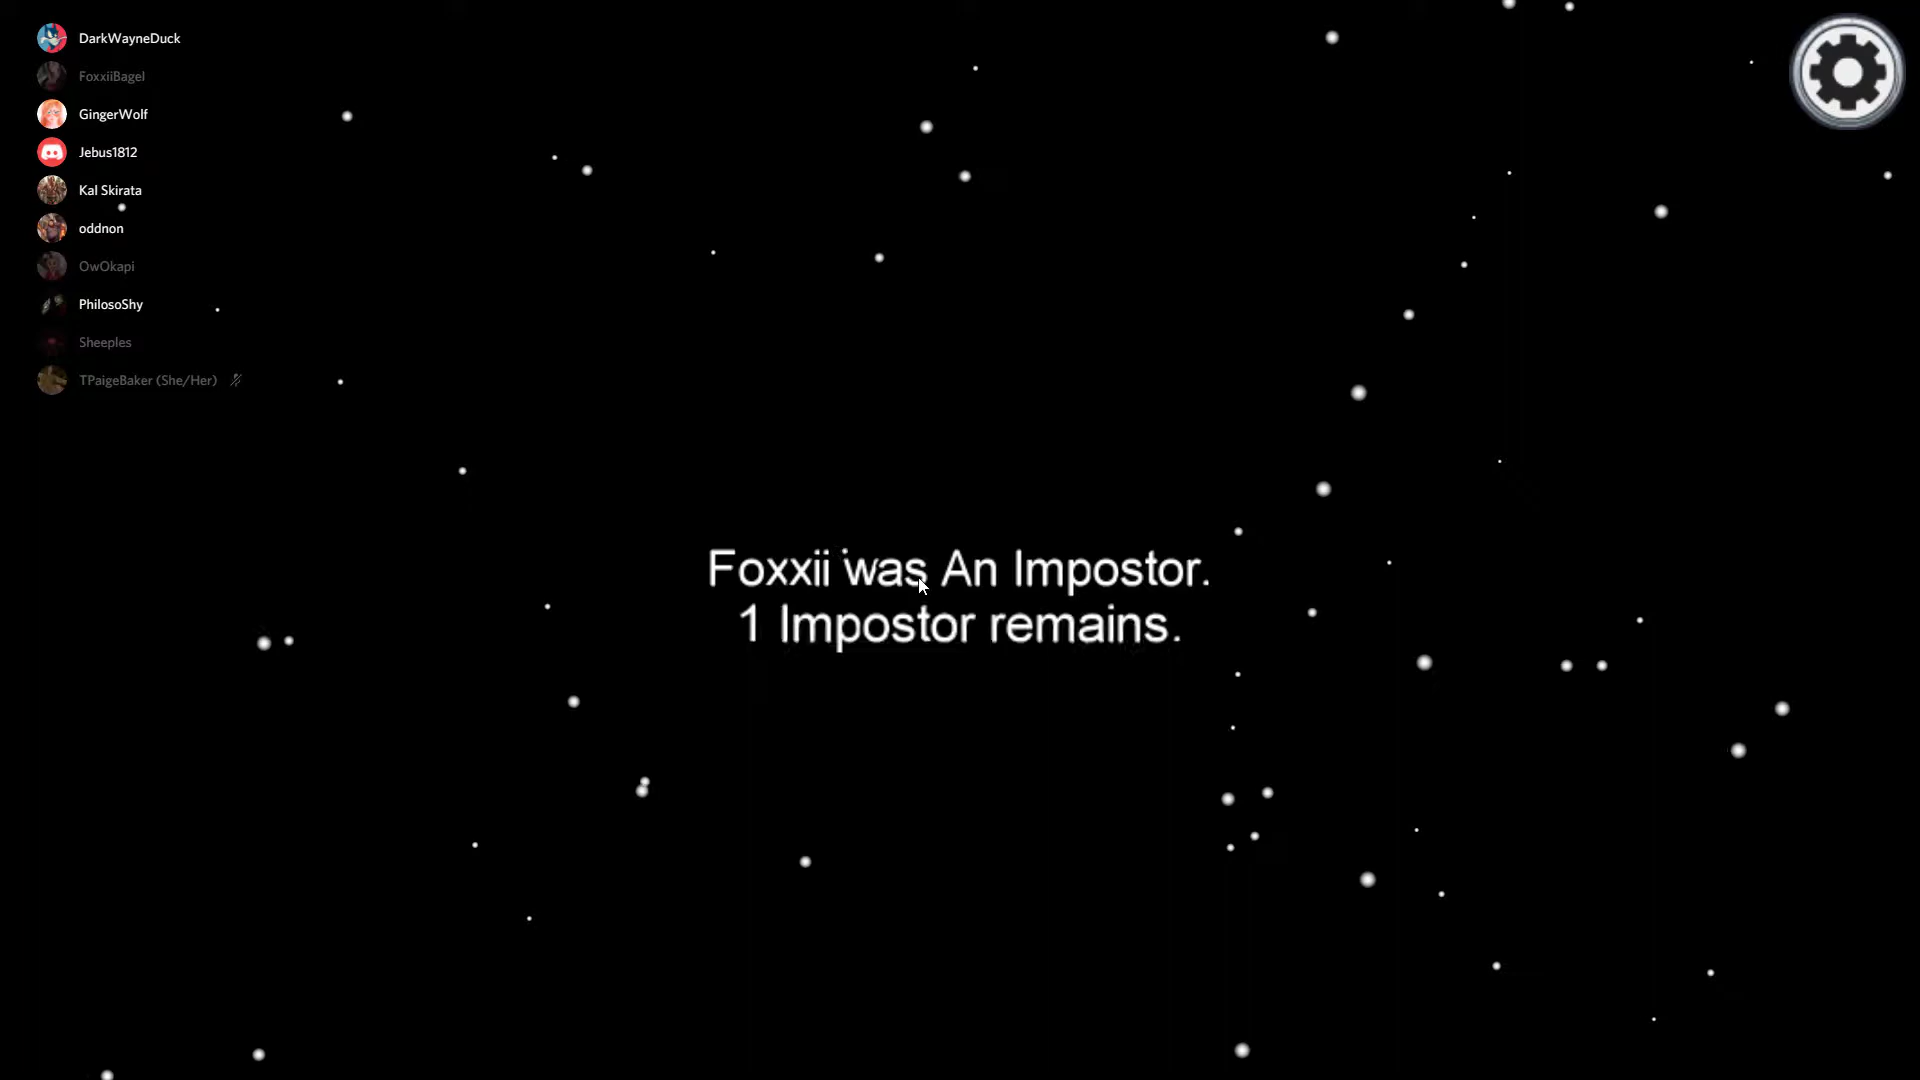 DarkWayneDuck
FoxxiiBagel
GingerWolf
Jebus1812
Kal Skirata
oddnon
OwOkapi
PhilosoShy
Sheeples
TPaigeBaker (She/Her)
Foxxii was An Impostor.
1 Impostor remains.